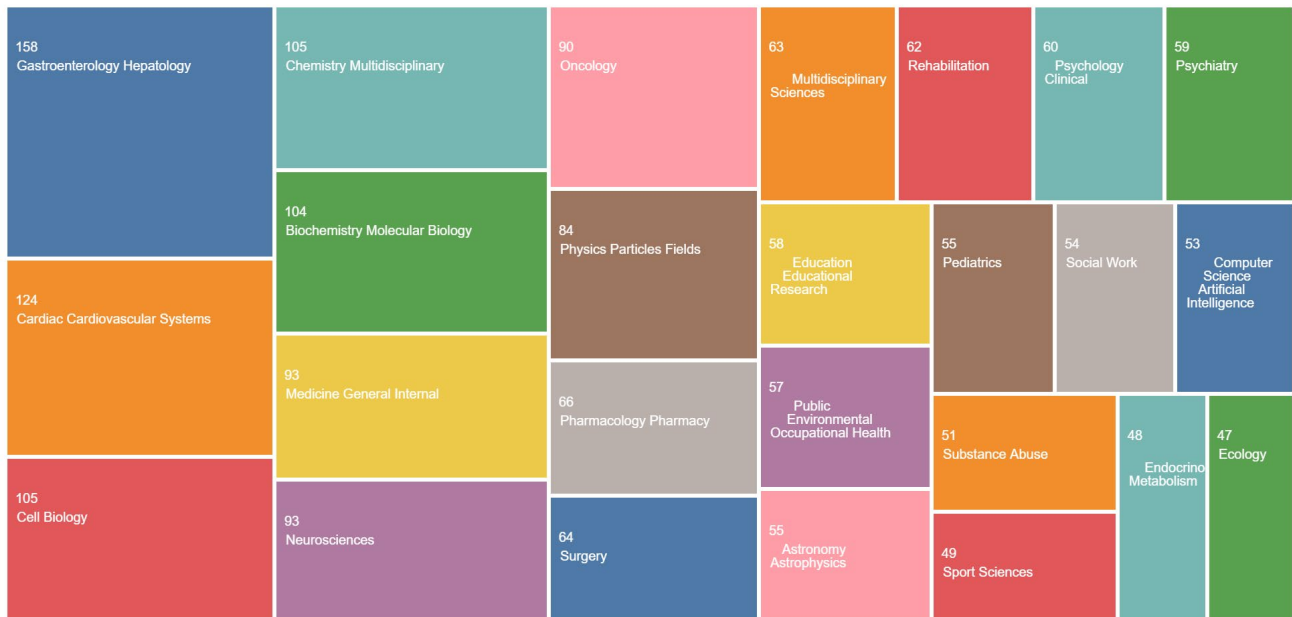 158
Gastroenterology Hepatology
124
Cardiac Cardiovascular Systems
105
Cell Biology
105
Chemistry Multidisciplinary
104
Biochemistry Molecular Biology
93
Medicine General Internal
93
Neurosciences
90
Oncology
84
Physics Particles Fields
66
Pharmacology Pharmacy
64
Surgery
63
Multidisciplinary
Sciences
62
Rehabilitation
60
Psychology
Clinical
59
Psychiatry
58
Education
Educational
Research
57
Public
Environmental
Occupational Health
55
Astronomy
Astrophysics
55
Pediatrics
54
Social Work
53
Computer
Science
Artificial
Intelligence
51
Substance Abuse
49
Sport Sciences
48
Endocrino
Metabolism
47
Ecology